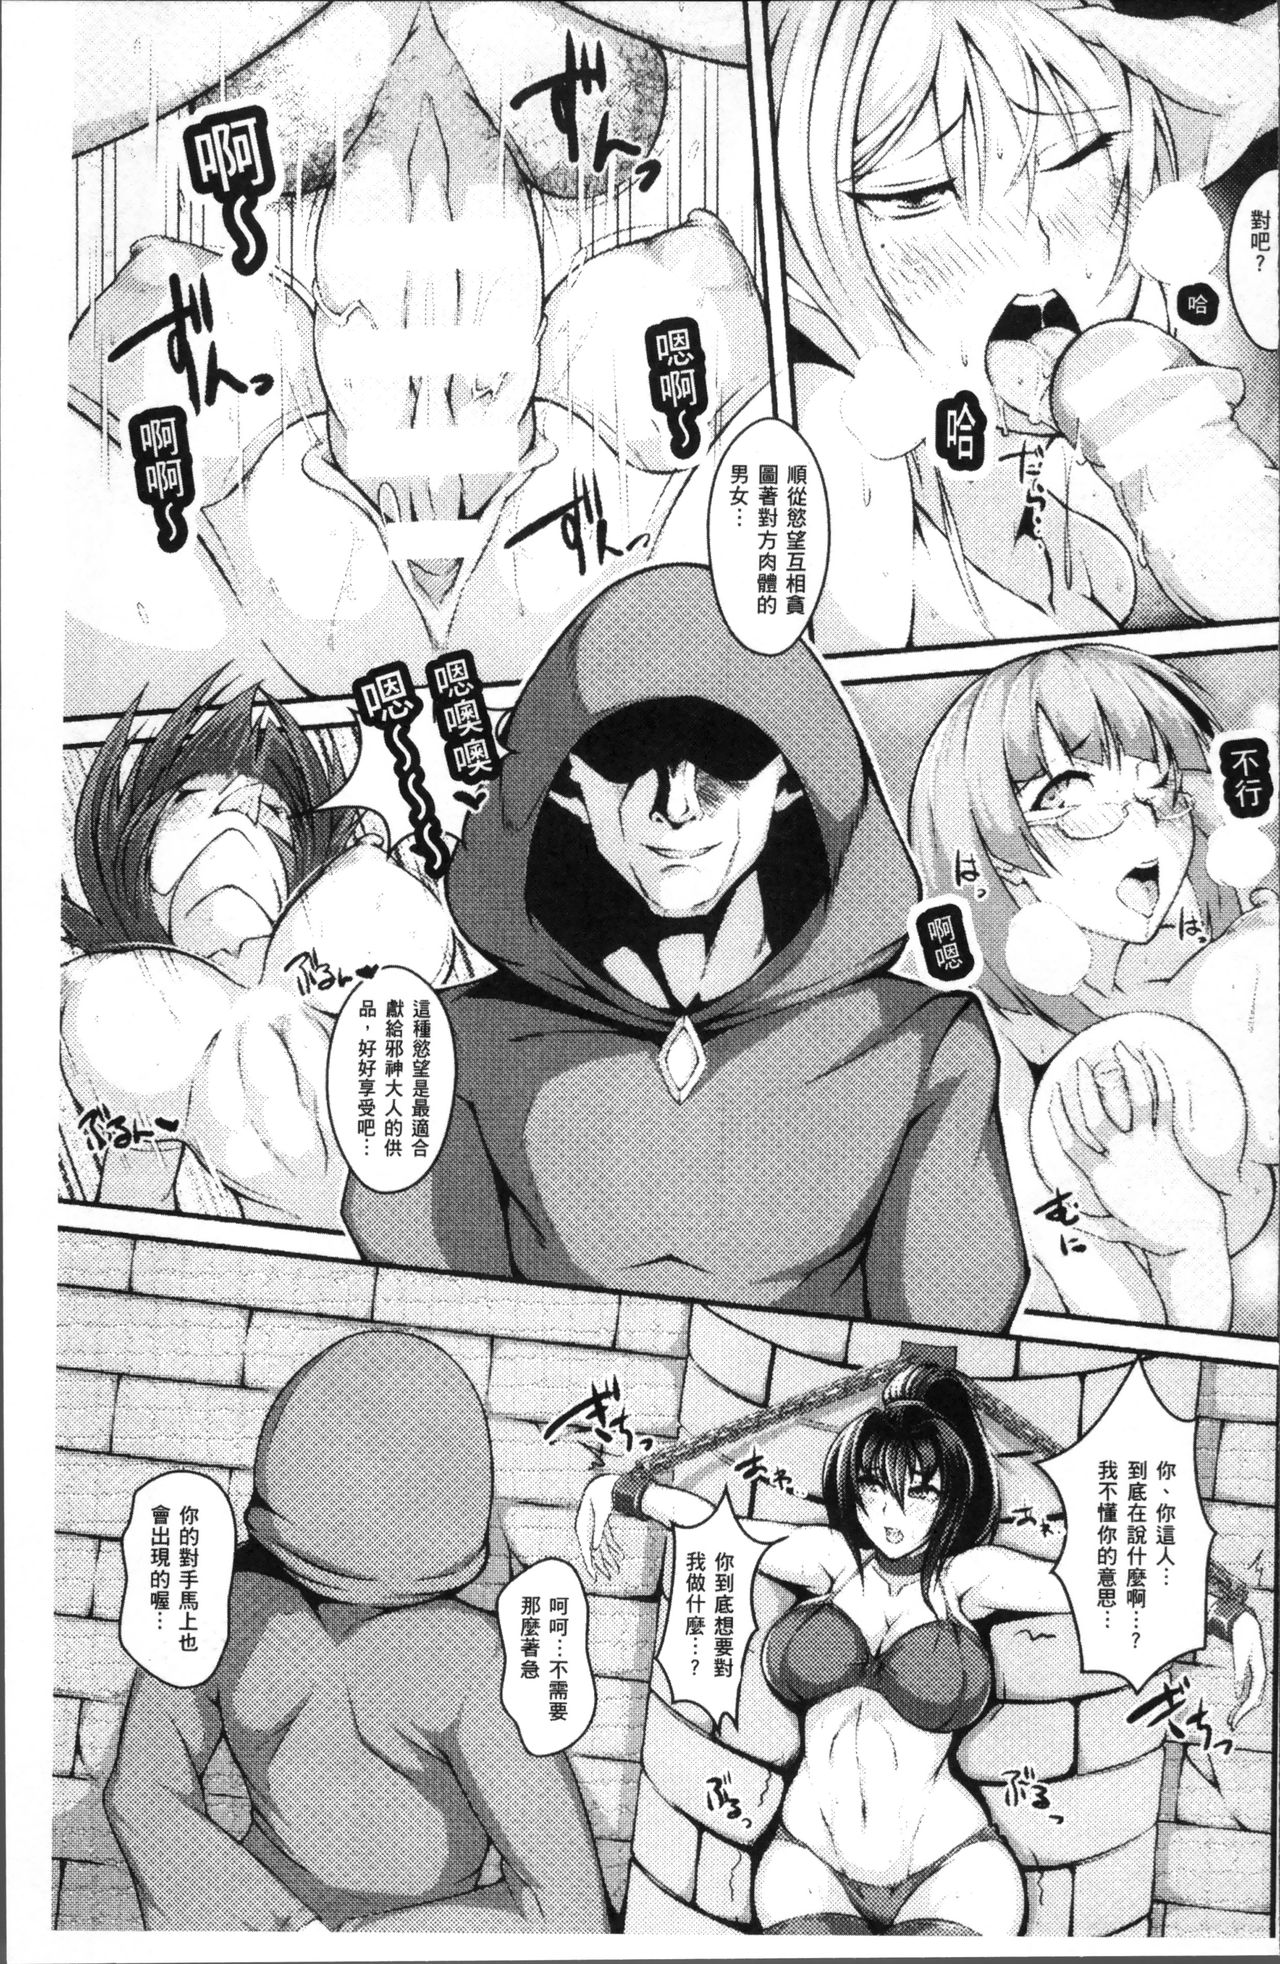 對吧？
哈
哈
だら…
啊～
ずんっ
ずんっ
嗯啊～
啊啊～
ずんっ
順從慾望互相貪
圖著對方肉體的
男女…
不行
はっ
はっ
啊嗯
むに
嗯噢噢♥
嗯～～～
ぶるん♥
ぶるん♥
這種慾望是最適合
獻給邪神大人的供
品，好好享受吧…
你、你這人…
到底在說什麼啊…？
我不懂你的意思…
ぎちっ
ぎちっ
你到底想要對
我做什麼…？
ぶるっ
ぶるっ
呵呵…不需要
那麼著急
你的對手馬上也
會出現的喔…